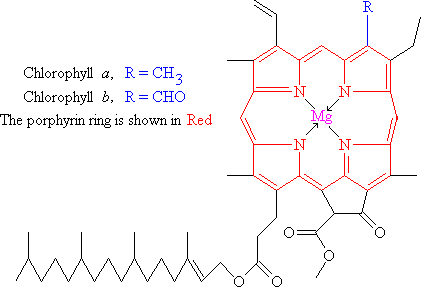 R
Chlorophyll a, R = CH3
Chlorophyll b, R = CHO
The porphyrin ring is shown in Red
N N
Mg
N N
O
O O
O O